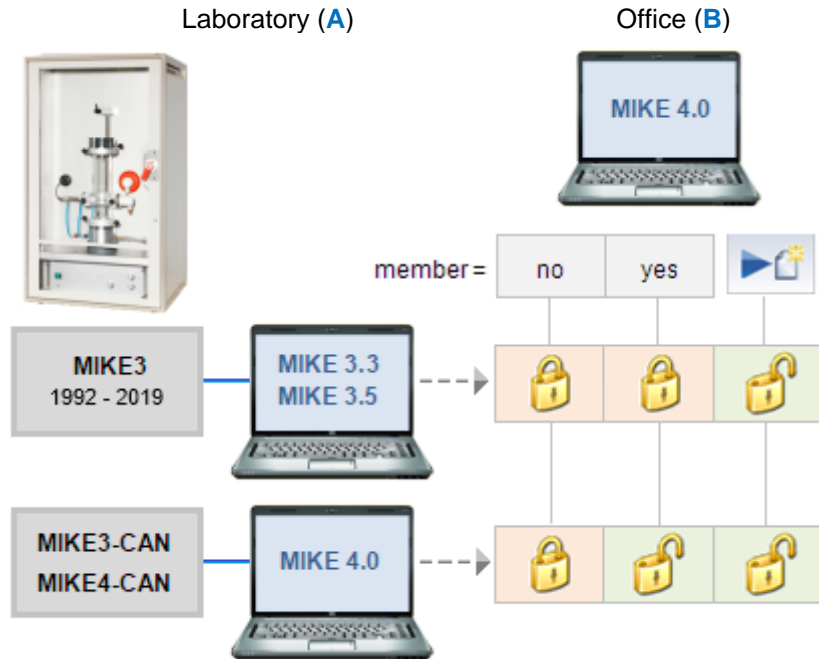 Laboratory (A)
Office (B)
MIKE 4.0
member =
no
yes
MIKE3
1992 - 2019
MIKE 3.3
MIKE 3.5
MIKE3-CAN
MIKE4-CAN
MIKE 4.0